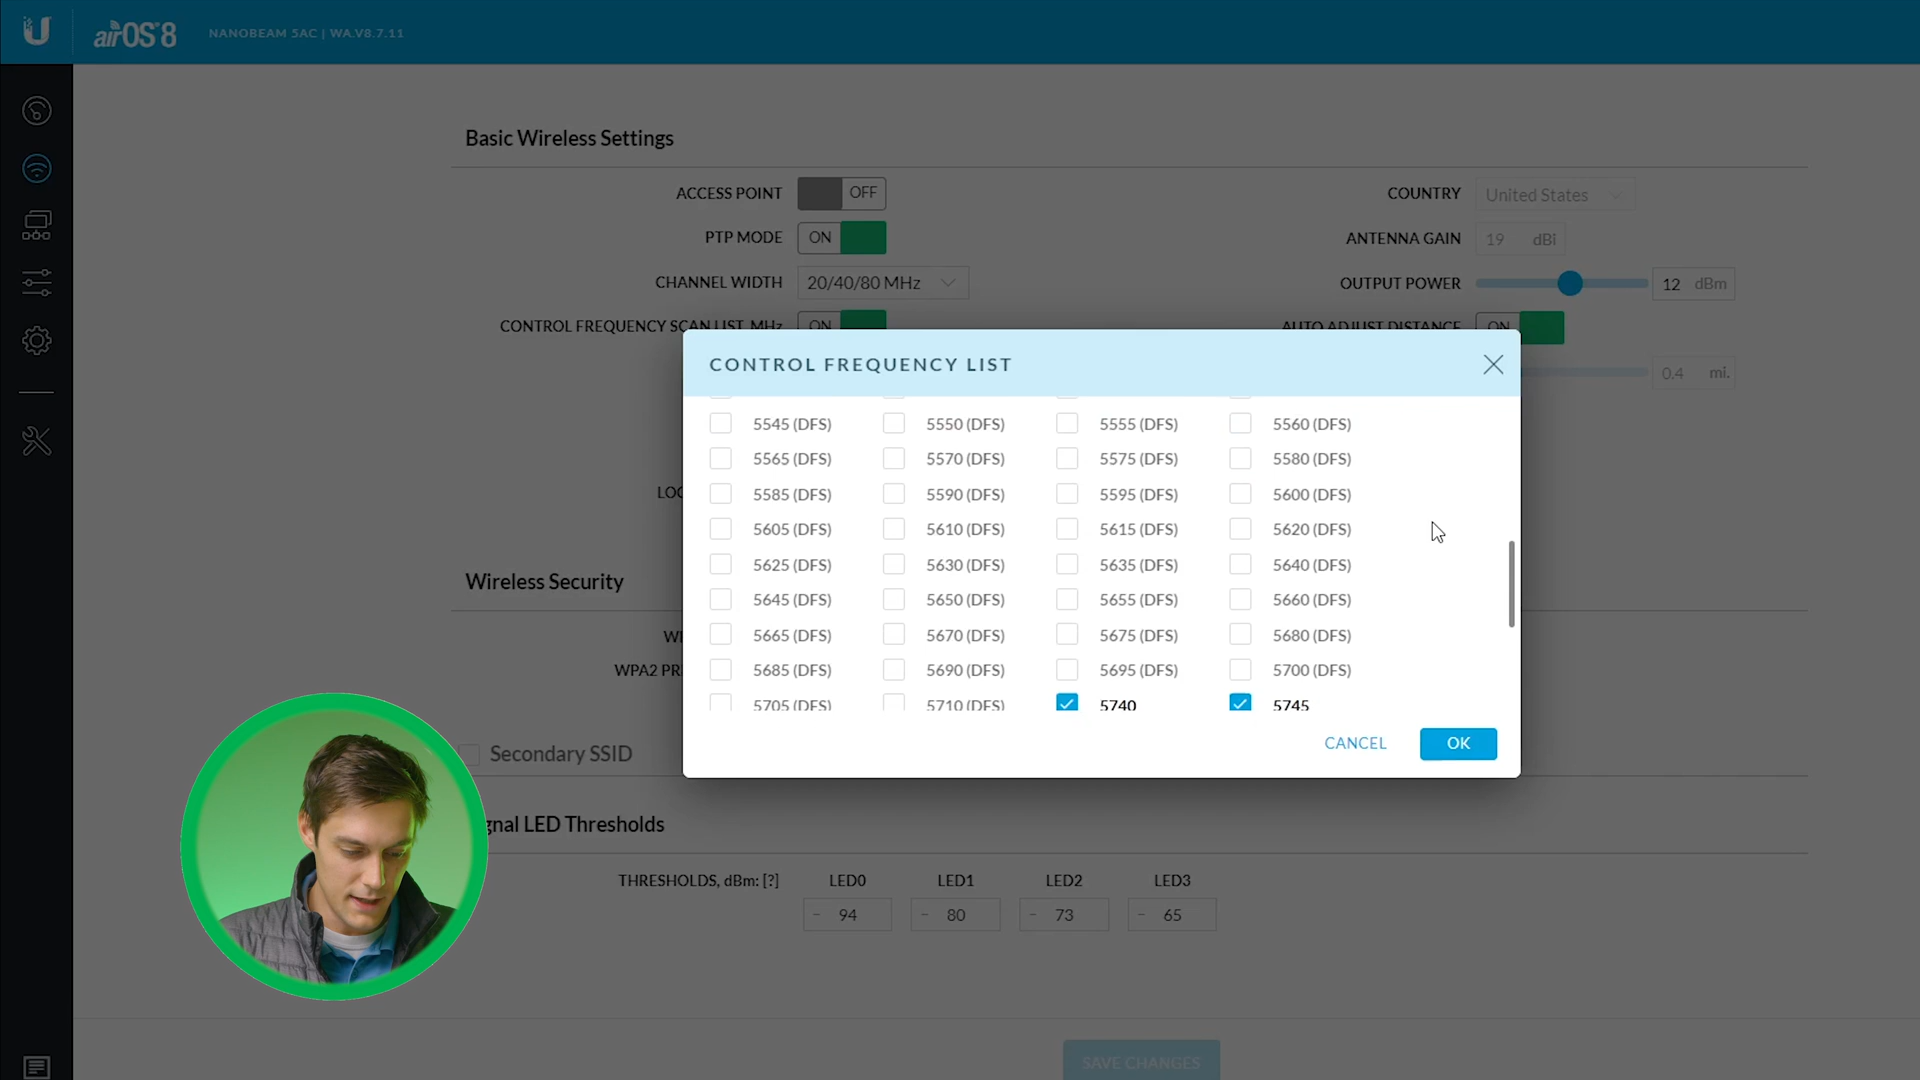 airOS 8 NANOBEAM 5AC | WA.V8.7.11
Basic Wireless Settings
ACCESS POINT OFF COUNTRY United States
PTP MODE ON ANTENNA GAIN 19 dBi
CHANNEL WIDTH 20/40/80 MHz OUTPUT POWER 12 dBm
CONTROL FREQUENCY SCAN LIST, MHz ON AUTO ADJUST DISTANCE ON
0.4 mi.
CONTROL FREQUENCY LIST
5545 (DFS) 5550 (DFS) 5555 (DFS) 5560 (DFS)
5565 (DFS) 5570 (DFS) 5575 (DFS) 5580 (DFS)
5585 (DFS) 5590 (DFS) 5595 (DFS) 5600 (DFS)
5605 (DFS) 5610 (DFS) 5615 (DFS) 5620 (DFS)
5625 (DFS) 5630 (DFS) 5635 (DFS) 5640 (DFS)
5645 (DFS) 5650 (DFS) 5655 (DFS) 5660 (DFS)
5665 (DFS) 5670 (DFS) 5675 (DFS) 5680 (DFS)
5685 (DFS) 5690 (DFS) 5695 (DFS) 5700 (DFS)
5705 (DFS) 5710 (DFS) 5740 5745
CANCEL OK
Wireless Security
WPA2
Secondary SSID
LED Thresholds
THRESHOLDS, dBm: [?] LED0 LED1 LED2 LED3
- 94 - 80 - 73 - 65
SAVE CHANGES